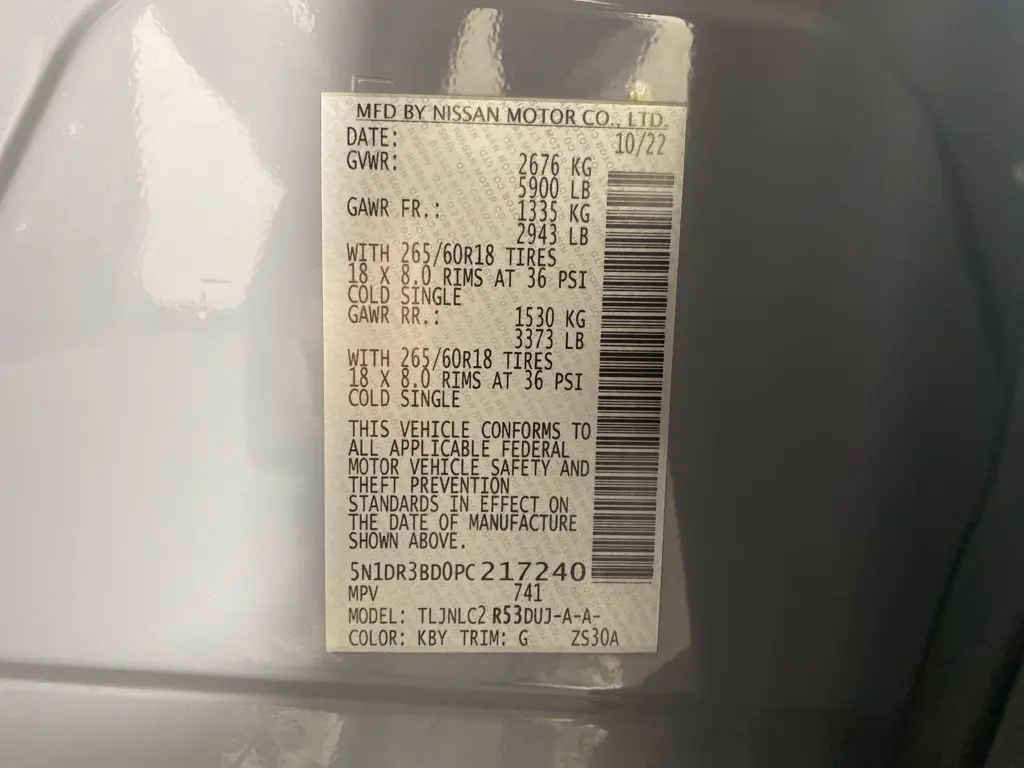 MFD BY NISSAN MOTOR CO., LTD.
DATE: 10/22
GVWR: 2676 KG
5900 LB
GAWR FR.: 1335 KG
2943 LB
WITH 265/60R18 TIRES
18 X 8.0 RIMS AT 36 PSI
COLD SINGLE
GAWR RR.: 1530 KG
3373 LB
WITH 265/60R18 TIRES
18 X 8.0 RIMS AT 36 PSI
COLD SINGLE
THIS VEHICLE CONFORMS TO
ALL APPLICABLE FEDERAL
MOTOR VEHICLE SAFETY AND
THEFT PREVENTION
STANDARDS IN EFFECT ON
THE DATE OF MANUFACTURE
SHOWN ABOVE.
5N1DR3BD0PC 217240
MPV 741
MODEL: TLJNLC2 R53DUJ-A-A-
COLOR: KBY TRIM: G ZS30A